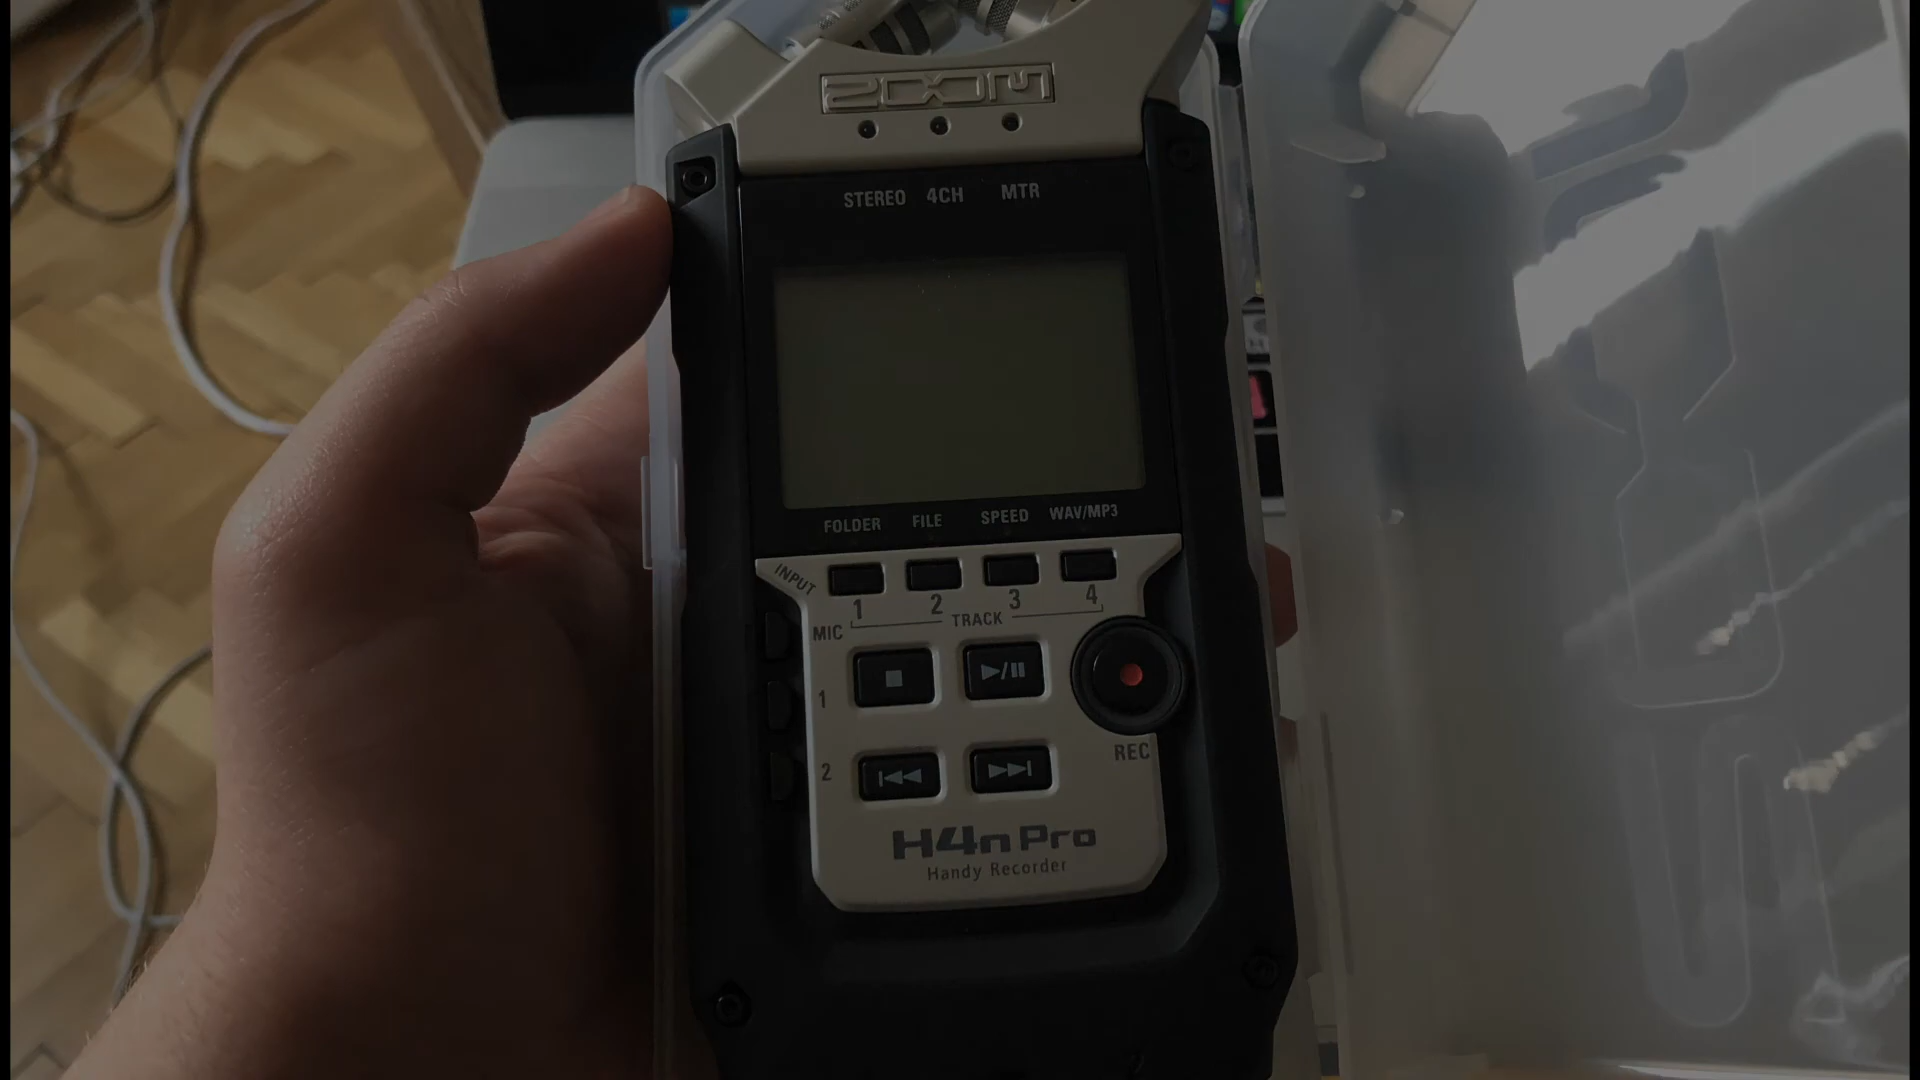 ZOOM
STEREO 4CH MTR
FOLDER FILE SPEED WAV/MP3
INPUT
1 2 3 4
TRACK
MIC
1
REC
2
H4n Pro
Handy Recorder